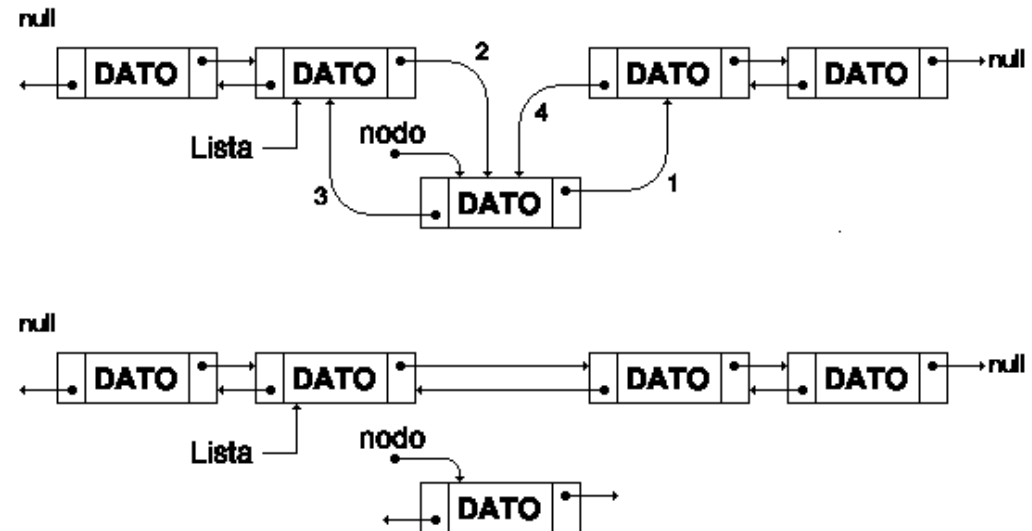 null
2
DATO DATO DATO DATO null
4
Lista nodo
3 DATO 1
null
DATO DATO DATO DATO null
Lista nodo
DATO